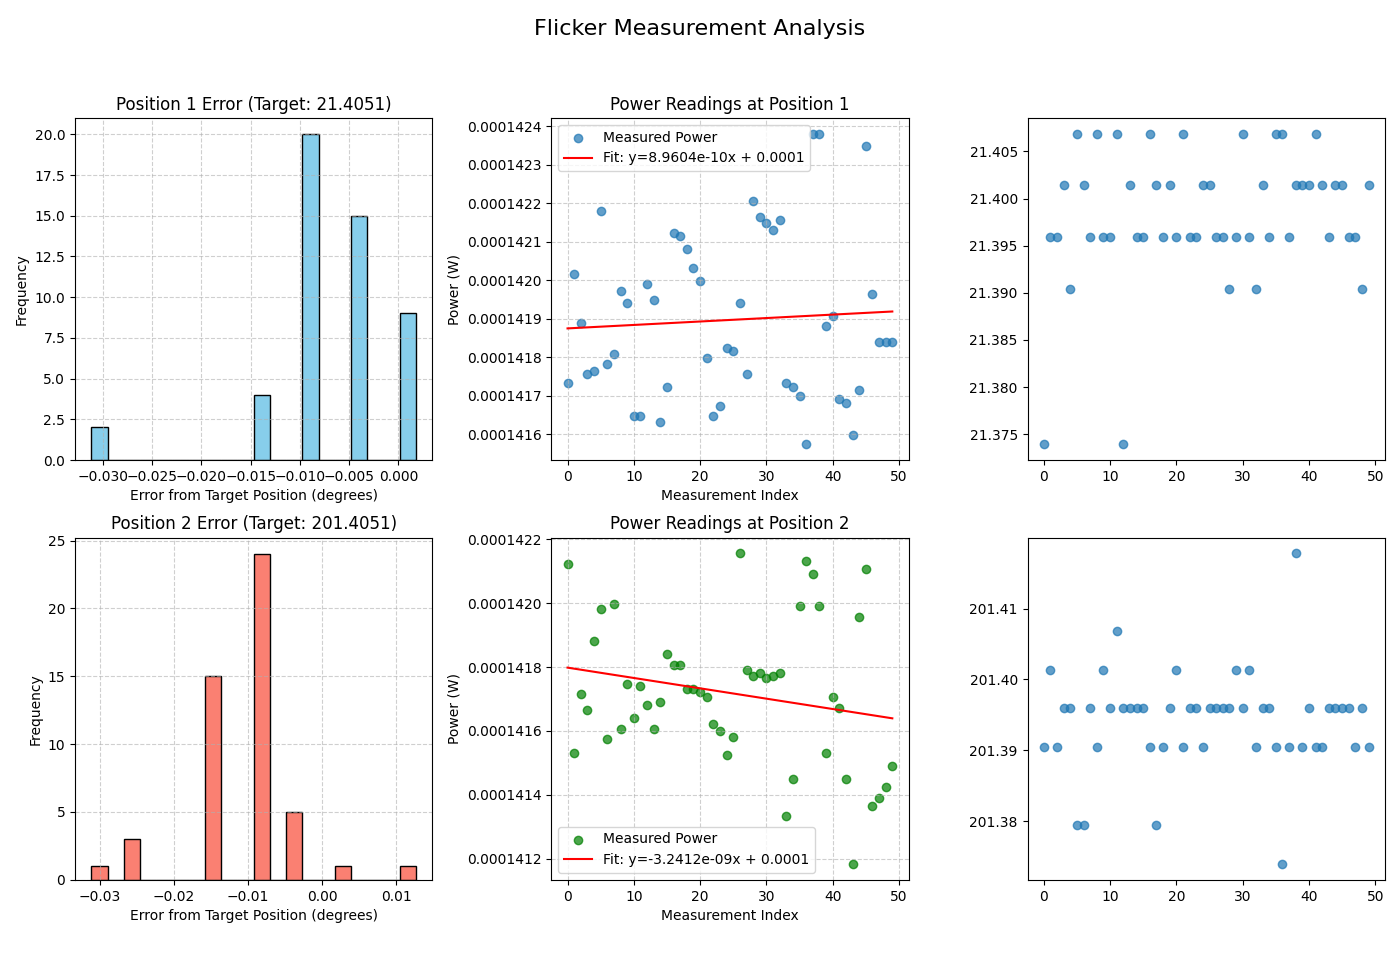 Flicker Measurement Analysis
Position 1 Error (Target: 21.4051)
Frequency
20.0
17.5
15.0
12.5
10.0
7.5
5.0
2.5
0.0
−0.030 −0.025 −0.020 −0.015 −0.010 −0.005 0.000
Error from Target Position (degrees)
Power Readings at Position 1
Power (W)
0.0001424
0.0001423
0.0001422
0.0001421
0.0001420
0.0001419
0.0001418
0.0001417
0.0001416
Measured Power
Fit: y=8.9604e-10x + 0.0001
0 10 20 30 40 50
Measurement Index
21.405
21.400
21.395
21.390
21.385
21.380
21.375
0 10 20 30 40 50
Position 2 Error (Target: 201.4051)
Frequency
25
20
15
10
5
0
−0.03 −0.02 −0.01 0.00 0.01
Error from Target Position (degrees)
Power Readings at Position 2
Power (W)
0.0001422
0.0001420
0.0001418
0.0001416
0.0001414
0.0001412
Measured Power
Fit: y=-3.2412e-09x + 0.0001
0 10 20 30 40 50
Measurement Index
201.41
201.40
201.39
201.38
0 10 20 30 40 50